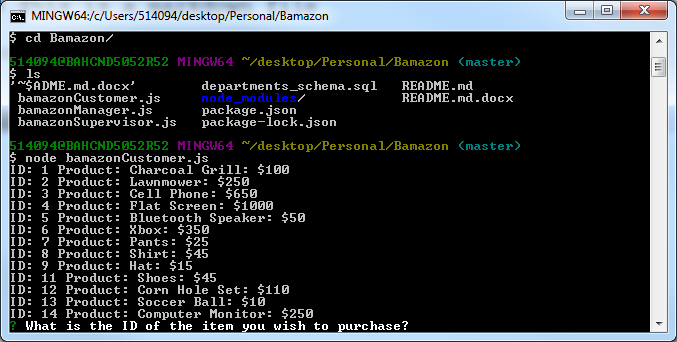 MINGW64:/c/Users/514094/desktop/Personal/Bamazon
$ cd Bamazon/
514094@BAHCND5052R52 MINGW64 ~/desktop/Personal/Bamazon (master)
$ ls
'~$ADME.md.docx' departments_schema.sql README.md
bamazonCustomer.js node_modules/ README.md.docx
bamazonManager.js package.json
bamazonSupervisor.js package-lock.json
514094@BAHCND5052R52 MINGW64 ~/desktop/Personal/Bamazon (master)
$ node bamazonCustomer.js
ID: 1 Product: Charcoal Grill: $100
ID: 2 Product: Lawnmower: $250
ID: 3 Product: Cell Phone: $650
ID: 4 Product: Flat Screen: $1000
ID: 5 Product: Bluetooth Speaker: $50
ID: 6 Product: Xbox: $350
ID: 7 Product: Pants: $25
ID: 8 Product: Shirt: $45
ID: 9 Product: Hat: $15
ID: 11 Product: Shoes: $45
ID: 12 Product: Corn Hole Set: $110
ID: 13 Product: Soccer Ball: $10
ID: 14 Product: Computer Monitor: $250
? What is the ID of the item you wish to purchase?